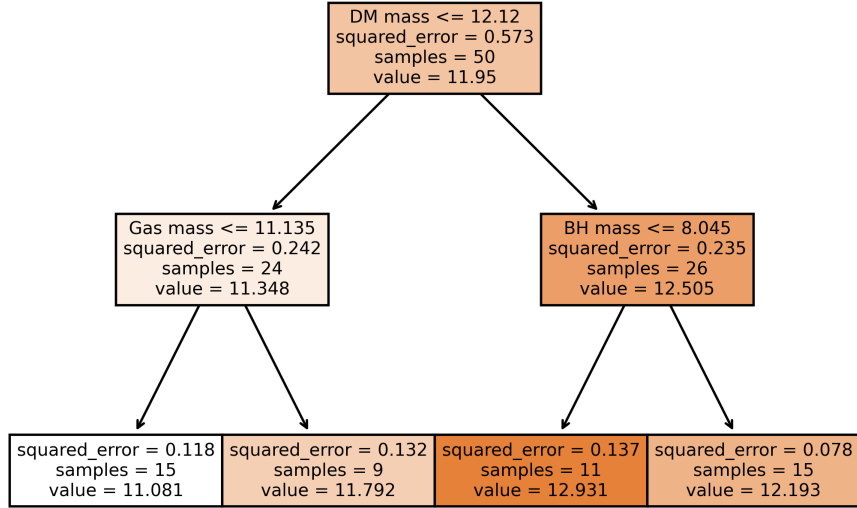 DM mass <= 12.12
squared_error = 0.573
samples = 50
value = 11.95
Gas mass <= 11.135
squared_error = 0.242
samples = 24
value = 11.348
BH mass <= 8.045
squared_error = 0.235
samples = 26
value = 12.505
squared_error = 0.118
samples = 15
value = 11.081
squared_error = 0.132
samples = 9
value = 11.792
squared_error = 0.137
samples = 11
value = 12.931
squared_error = 0.078
samples = 15
value = 12.193